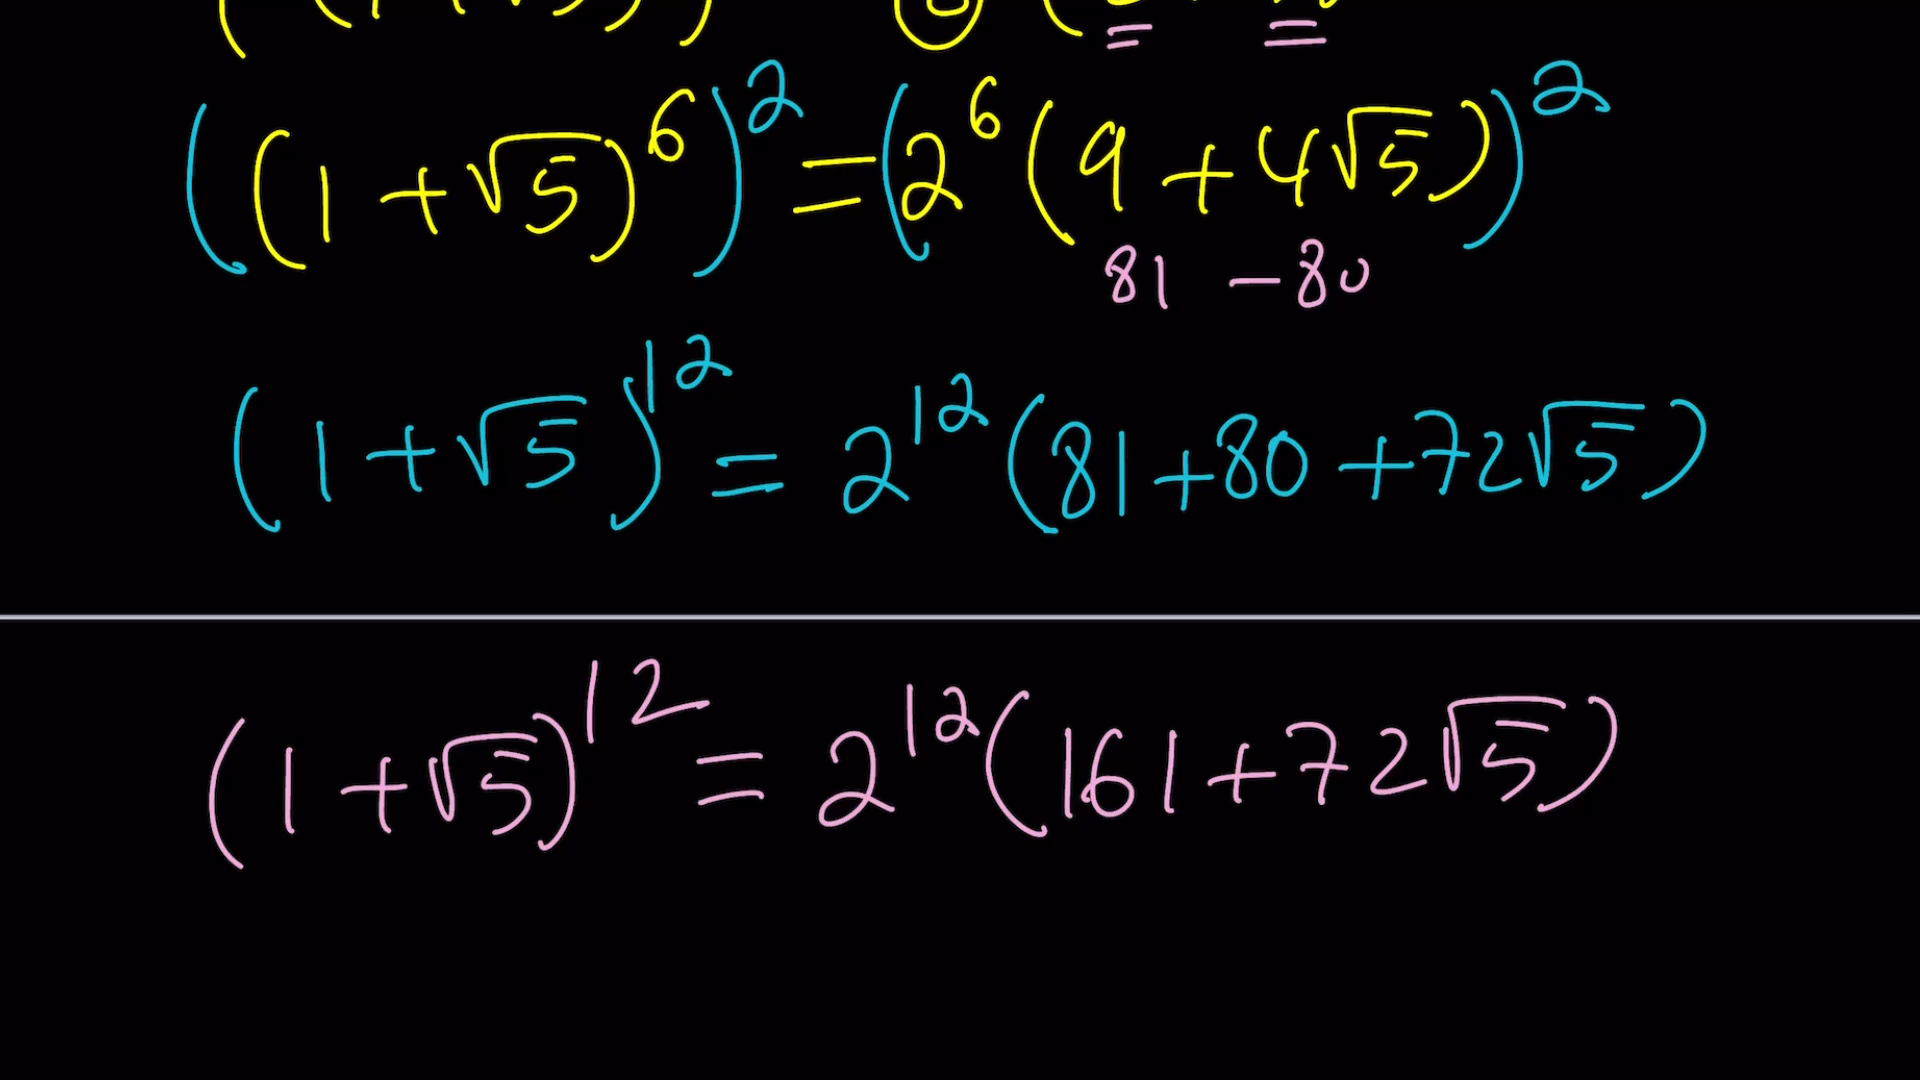 ((1+√5)^6)^2 = (2^6(9+4√5))^2
81 - 80
(1+√5)^12 = 2^12(81+80+72√5)
(1+√5)^12 = 2^12(161+72√5)